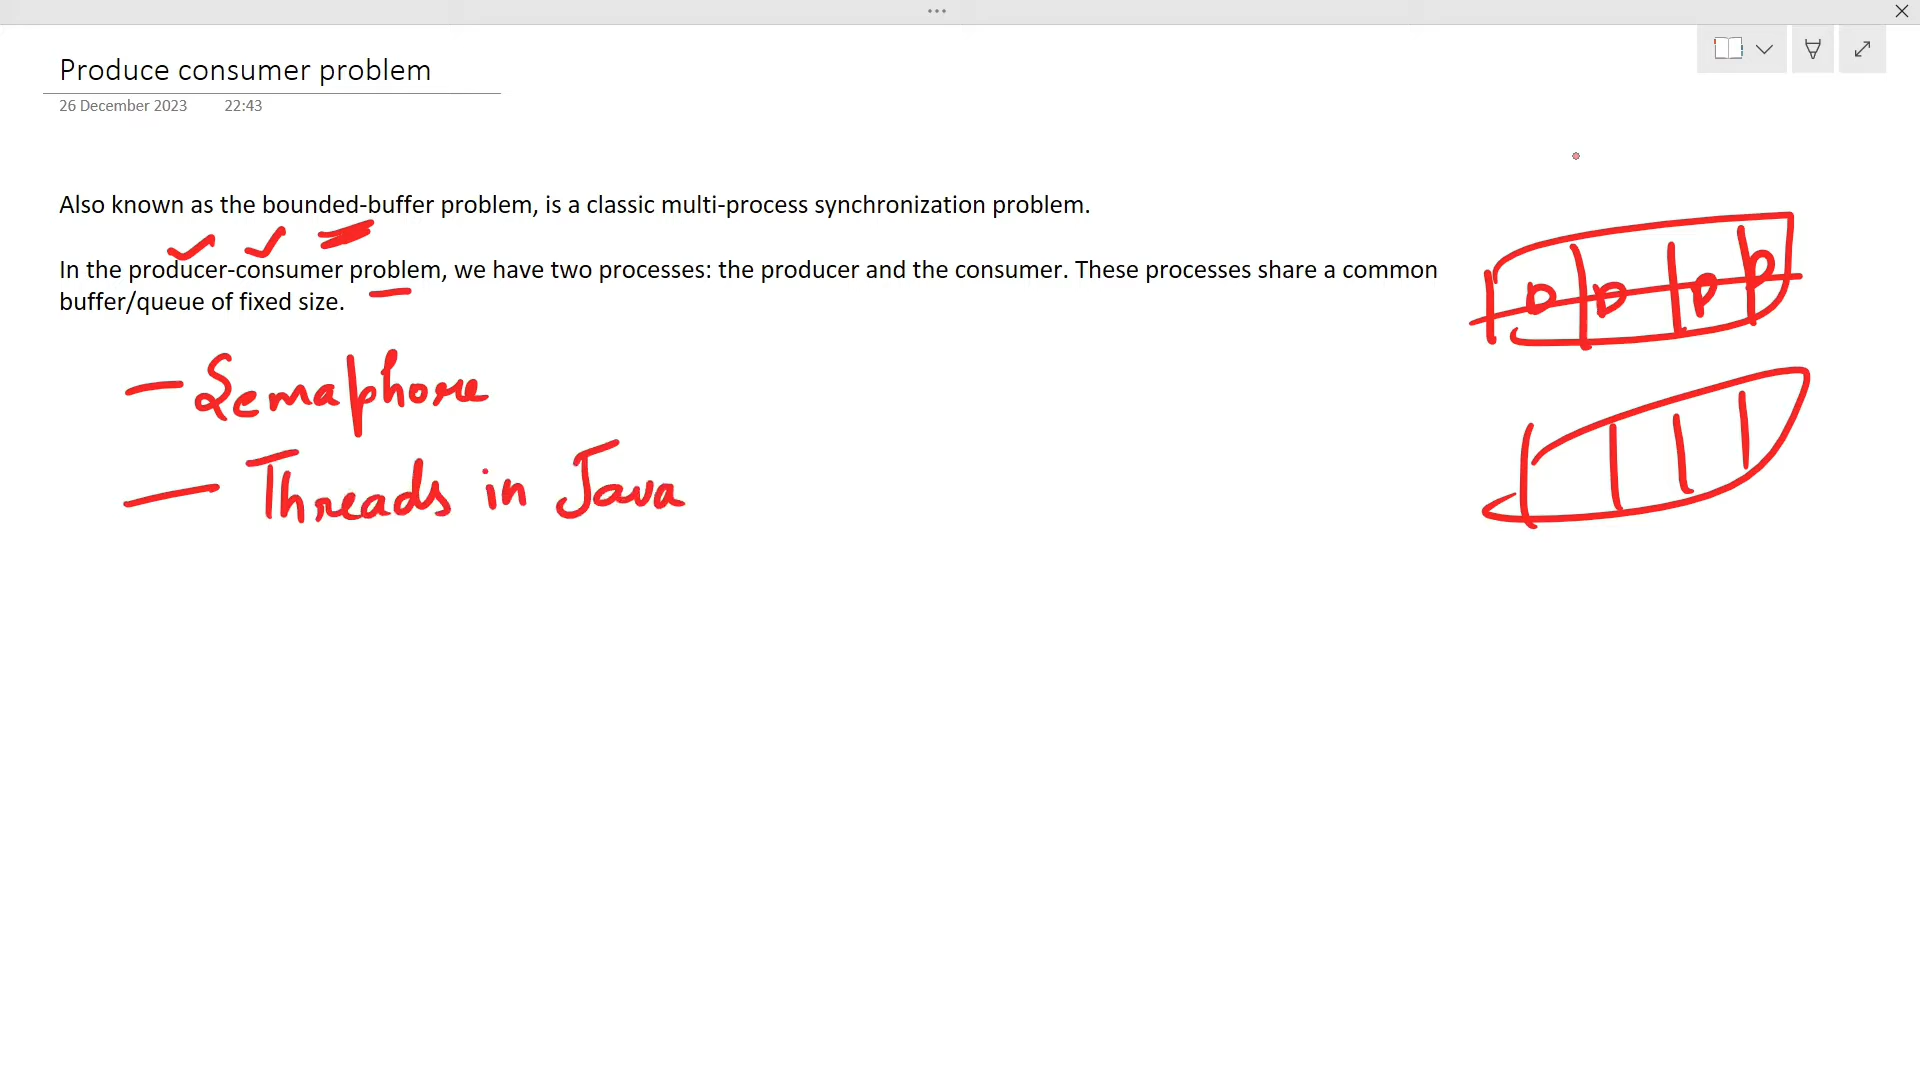 Produce consumer problem
26 December 2023 22:43
Also known as the bounded-buffer problem, is a classic multi-process synchronization problem.
In the producer-consumer problem, we have two processes: the producer and the consumer. These processes share a common
buffer/queue of fixed size.
— Semaphore
— Threads in Java